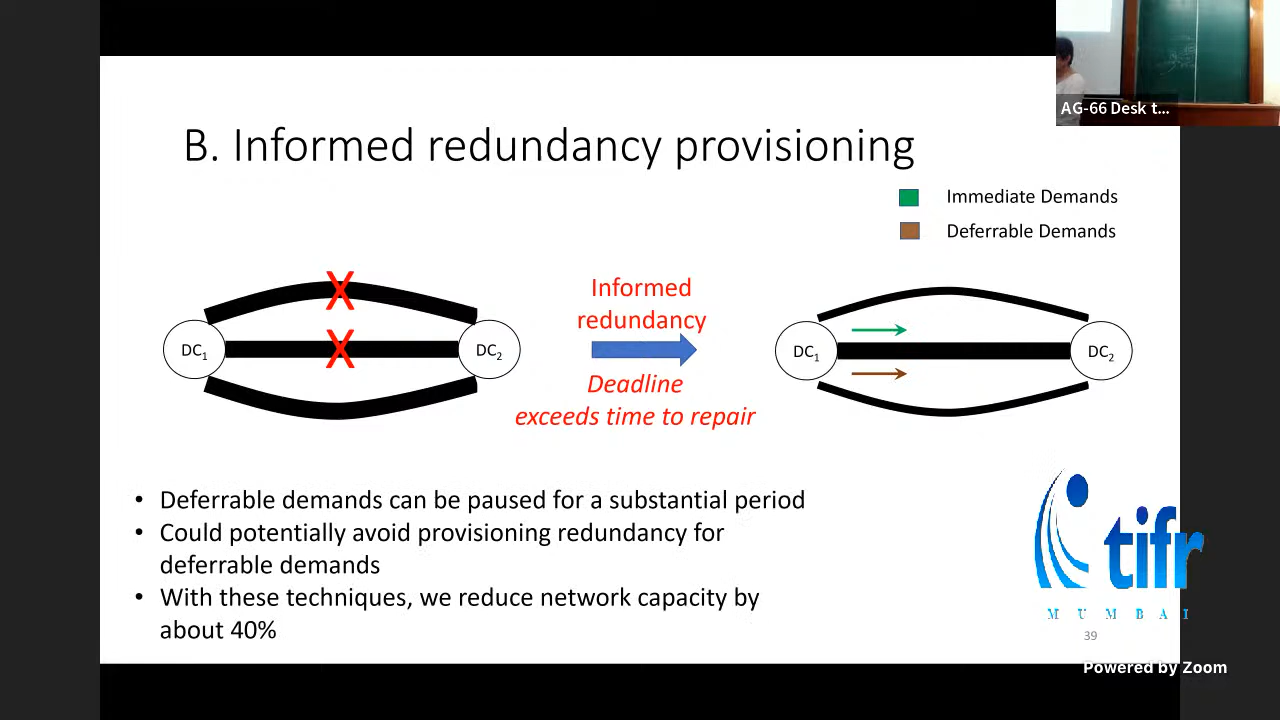 AG-66 Desk t...
B. Informed redundancy provisioning
Immediate Demands
Deferrable Demands
X
X
DC1
DC2
Informed
redundancy
Deadline
exceeds time to repair
DC1
DC2
• Deferrable demands can be paused for a substantial period
• Could potentially avoid provisioning redundancy for
deferrable demands
• With these techniques, we reduce network capacity by
about 40%
tifr
MUMBAI
39
Powered by Zoom